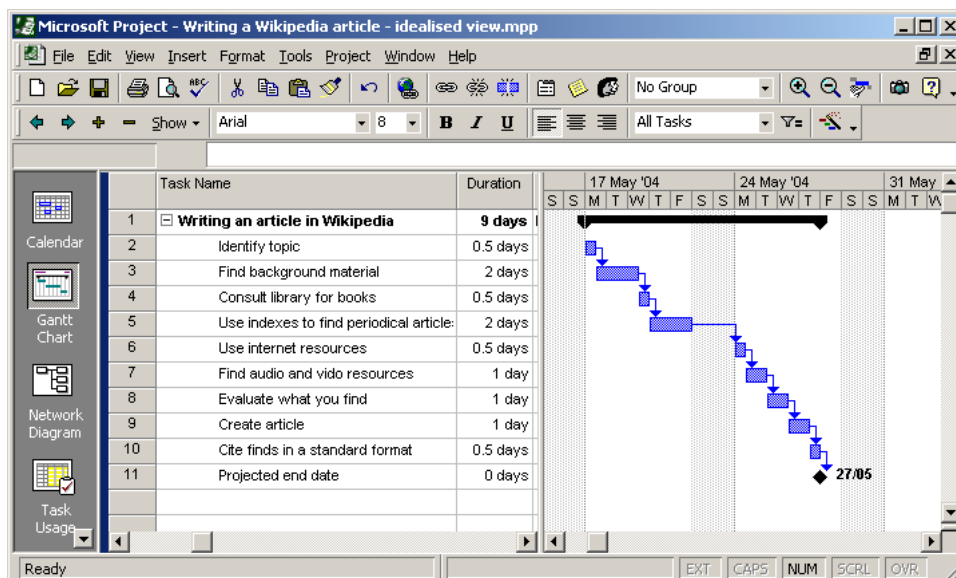 Microsoft Project - Writing a Wikipedia article - idealised view.mpp
File Edit View Insert Format Tools Project Window Help
ABC No Group
Show Arial 8 B I U All Tasks
Task Name Duration 17 May '04 24 May '04 31 May
S S M T W T F S S M T W T F S S M T W
1 Writing an article in Wikipedia 9 days
2 Identify topic 0.5 days
3 Find background material 2 days
4 Consult library for books 0.5 days
5 Use indexes to find periodical article: 2 days
6 Use internet resources 0.5 days
7 Find audio and vido resources 1 day
8 Evaluate what you find 1 day
9 Create article 1 day
10 Cite finds in a standard format 0.5 days
11 Projected end date 0 days 27/05
Calendar
Gantt
Chart
Network
Diagram
Task
Usage
Ready EXT CAPS NUM SCRL OVR